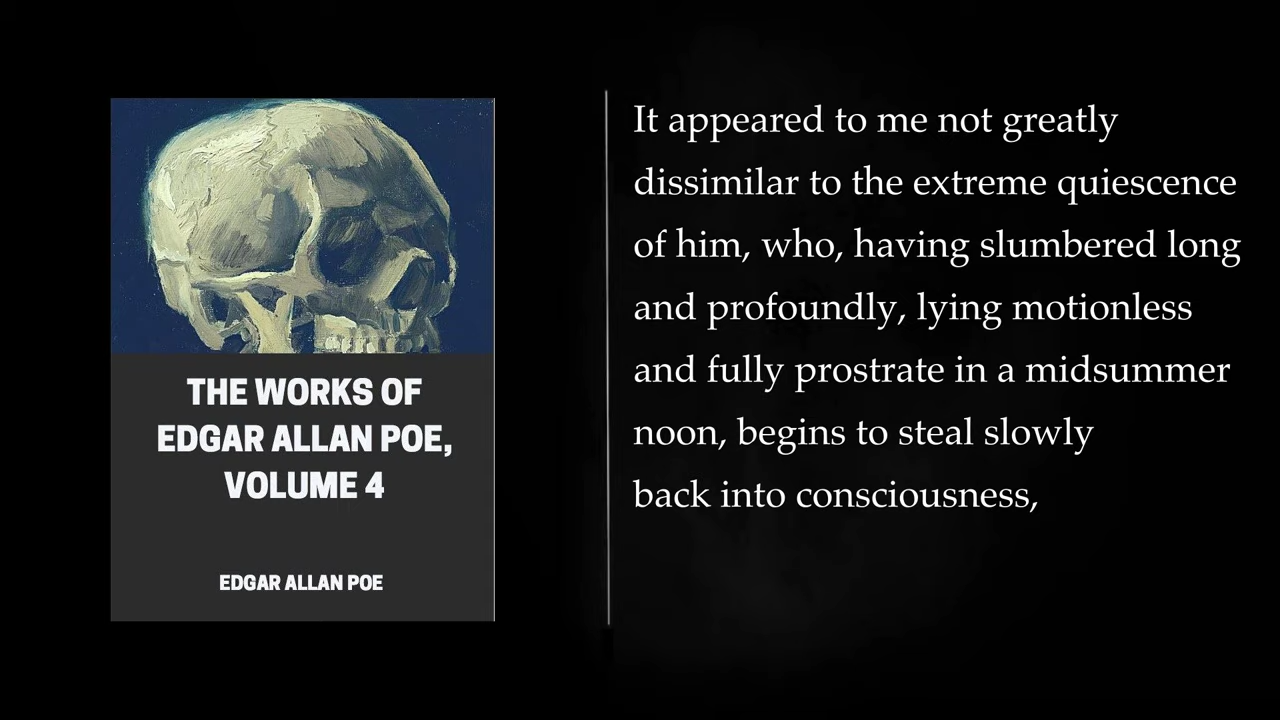 THE WORKS OF
EDGAR ALLAN POE,
VOLUME 4
EDGAR ALLAN POE
It appeared to me not greatly
dissimilar to the extreme quiescence
of him, who, having slumbered long
and profoundly, lying motionless
and fully prostrate in a midsummer
noon, begins to steal slowly
back into consciousness,